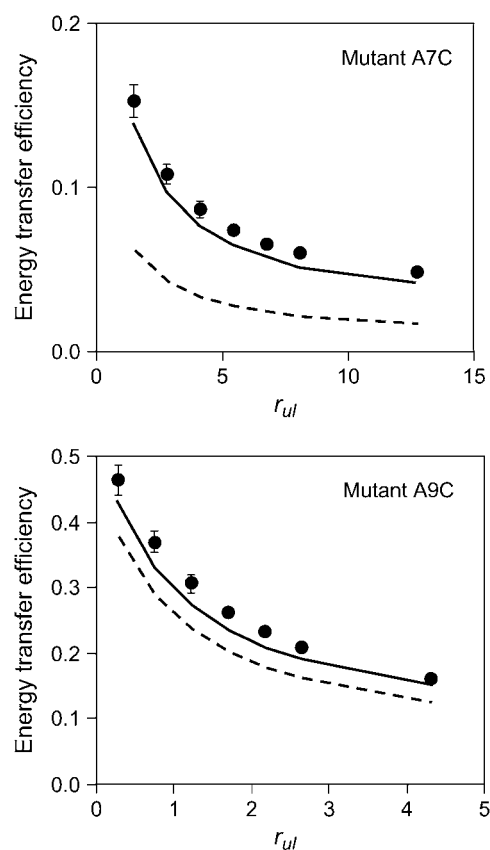 0.2
Mutant A7C
0.1
0.0
Energy transfer efficiency
0 5 10 15
r_ul
0.5
Mutant A9C
0.4
0.3
0.2
0.1
0.0
Energy transfer efficiency
0 1 2 3 4 5
r_ul